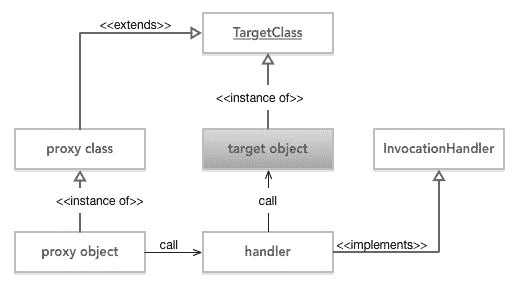 <<extends>>
TargetClass
<<instance of>>
proxy class
target object
InvocationHandler
<<instance of>>
call
proxy object
call
handler
<<implements>>